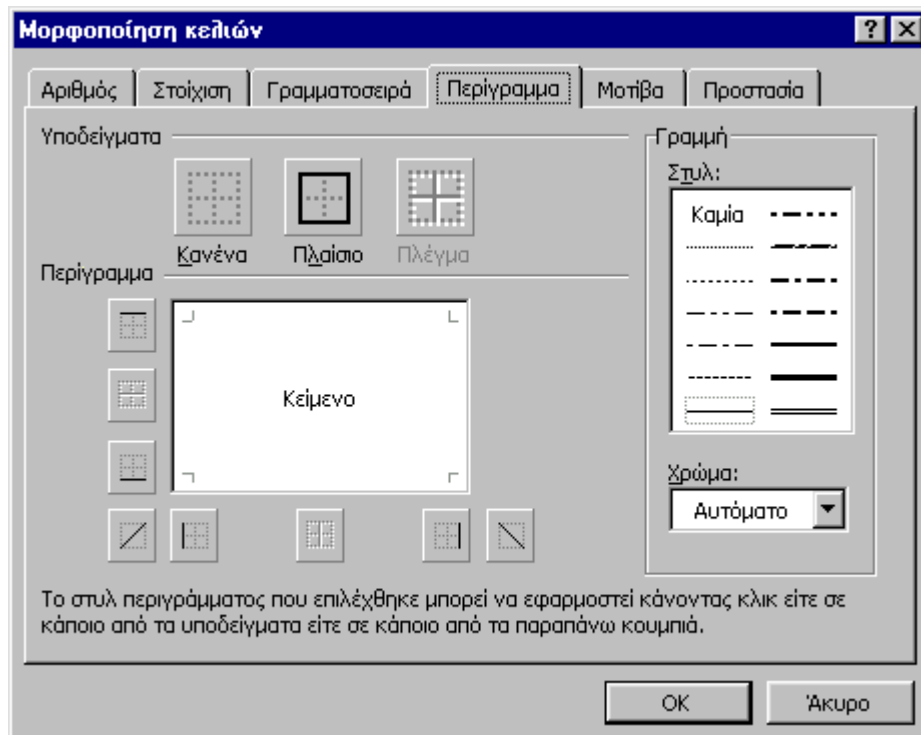 Μορφοποίηση κελιών
Αριθμός Στοίχιση Γραμματοσειρά Περίγραμμα Μοτίβα Προστασία
Υποδείγματα
Κανένα Πλαίσιο Πλέγμα
Περίγραμμα
Κείμενο
Γραμμή
Στυλ:
Καμία
Χρώμα:
Αυτόματο
Το στυλ περιγράμματος που επιλέχθηκε μπορεί να εφαρμοστεί κάνοντας κλικ είτε σε
κάποιο από τα υποδείγματα είτε σε κάποιο από τα παραπάνω κουμπιά.
OK Άκυρο